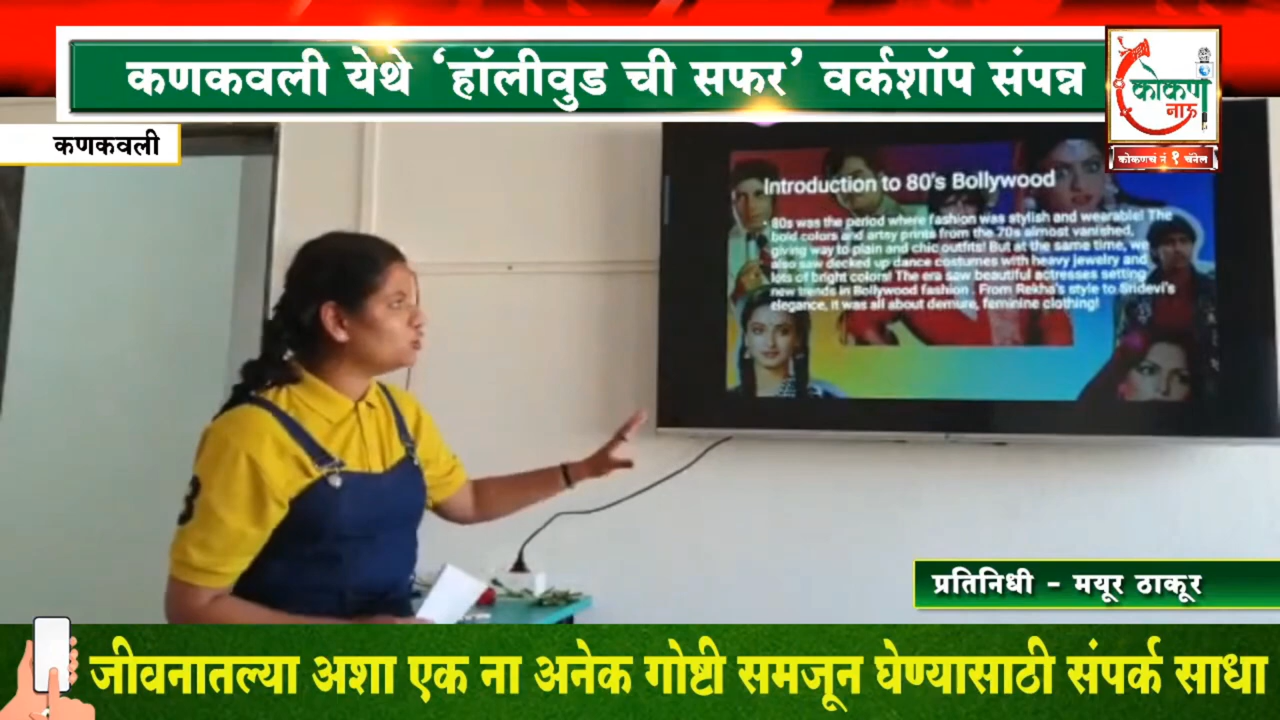 कणकवली येथे ‘हॉलीवुड ची सफर’ वर्कशॉप संपन्न
कोकण
नाऊ
कोकणचं नं १ चॅनेल
कणकवली
Introduction to 80's Bollywood
80s was the period where fashion was stylish and wearable! The
bold colors and artsy prints from the 70s almost vanished,
giving way to plain and chic outfits! But at the same time, we
also saw decked up dance costumes with heavy jewelry and
lots of bright colors! The era saw beautiful actresses setting
new trends in Bollywood fashion . From Rekha's style to Sridevi's
elegance, it was all about demure, feminine clothing!
प्रतिनिधी - मयूर ठाकूर
जीवनातल्या अशा एक ना अनेक गोष्टी समजून घेण्यासाठी संपर्क साधा